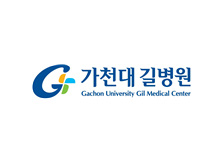 가천대 길병원
Gachon University Gil Medical Center